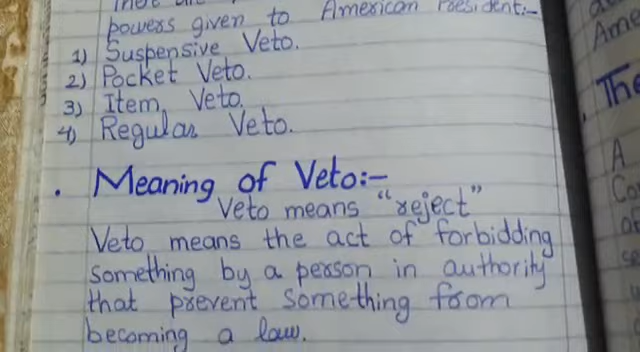 powers given to American President:-
1) Suspensive Veto.
2) Pocket Veto.
3) Item, Veto.
4) Regular Veto.
. Meaning of Veto:-
Veto means "reject"
Veto means the act of forbidding
something by a person in authority
that prevent something from
becoming a law.
The
A